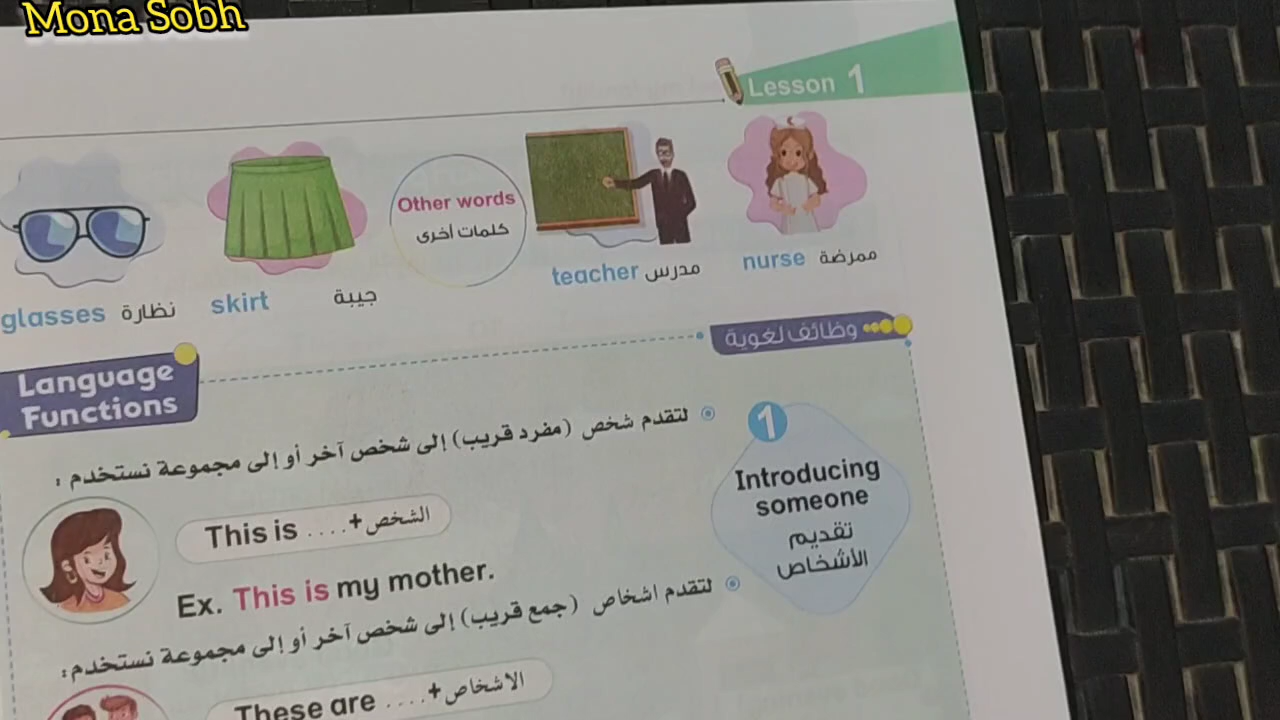 Mona Sobh
Lesson 1
Other words
كلمات أخرى
glasses نظارة
skirt جيبة
teacher مدرس
nurse ممرضة
Language
Functions
وظائف لغوية
1
Introducing
someone
تقديم
الأشخاص
لتقدم شخص (مفرد قريب) إلى شخص آخر أو إلى مجموعة نستخدم :
This is ....+ الشخص
Ex. This is my mother.
لتقدم اشخاص (جمع قريب) إلى شخص آخر أو إلى مجموعة نستخدم:
These are ....+ الاشخاص